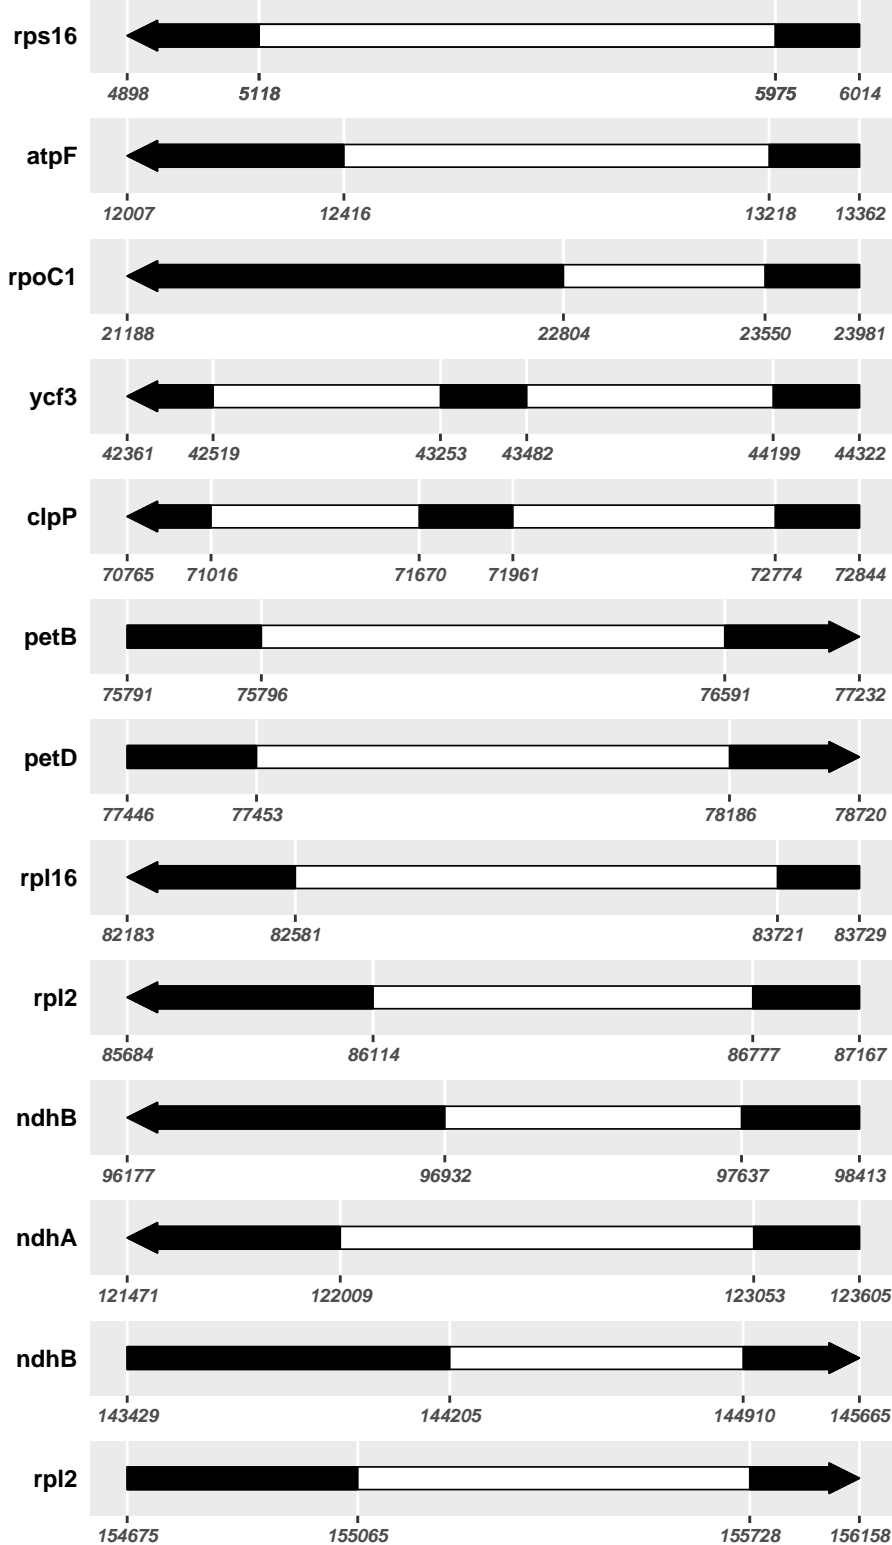 rps16
4898 5118 5975 6014
atpF
12007 12416 13218 13362
rpoC1
21188 22804 23550 23981
ycf3
42361 42519 43253 43482 44199 44322
clpP
70765 71016 71670 71961 72774 72844
petB
75791 75796 76591 77232
petD
77446 77453 78186 78720
rpl16
82183 82581 83721 83729
rpl2
85684 86114 86777 87167
ndhB
96177 96932 97637 98413
ndhA
121471 122009 123053 123605
ndhB
143429 144205 144910 145665
rpl2
154675 155065 155728 156158